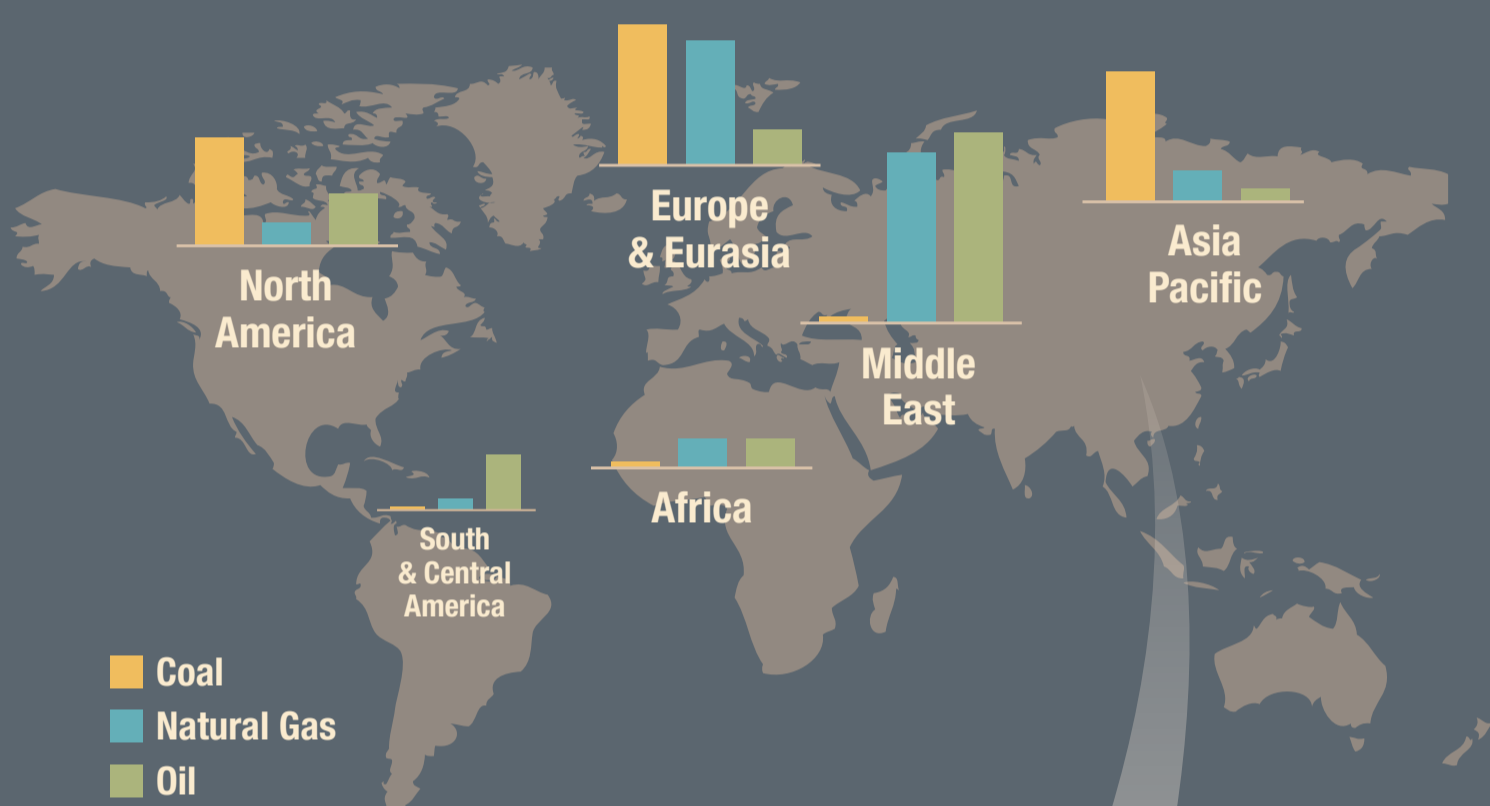 Europe
& Eurasia
North
America
Asia
Pacific
Middle
East
Africa
South
& Central
America
Coal
Natural Gas
Oil